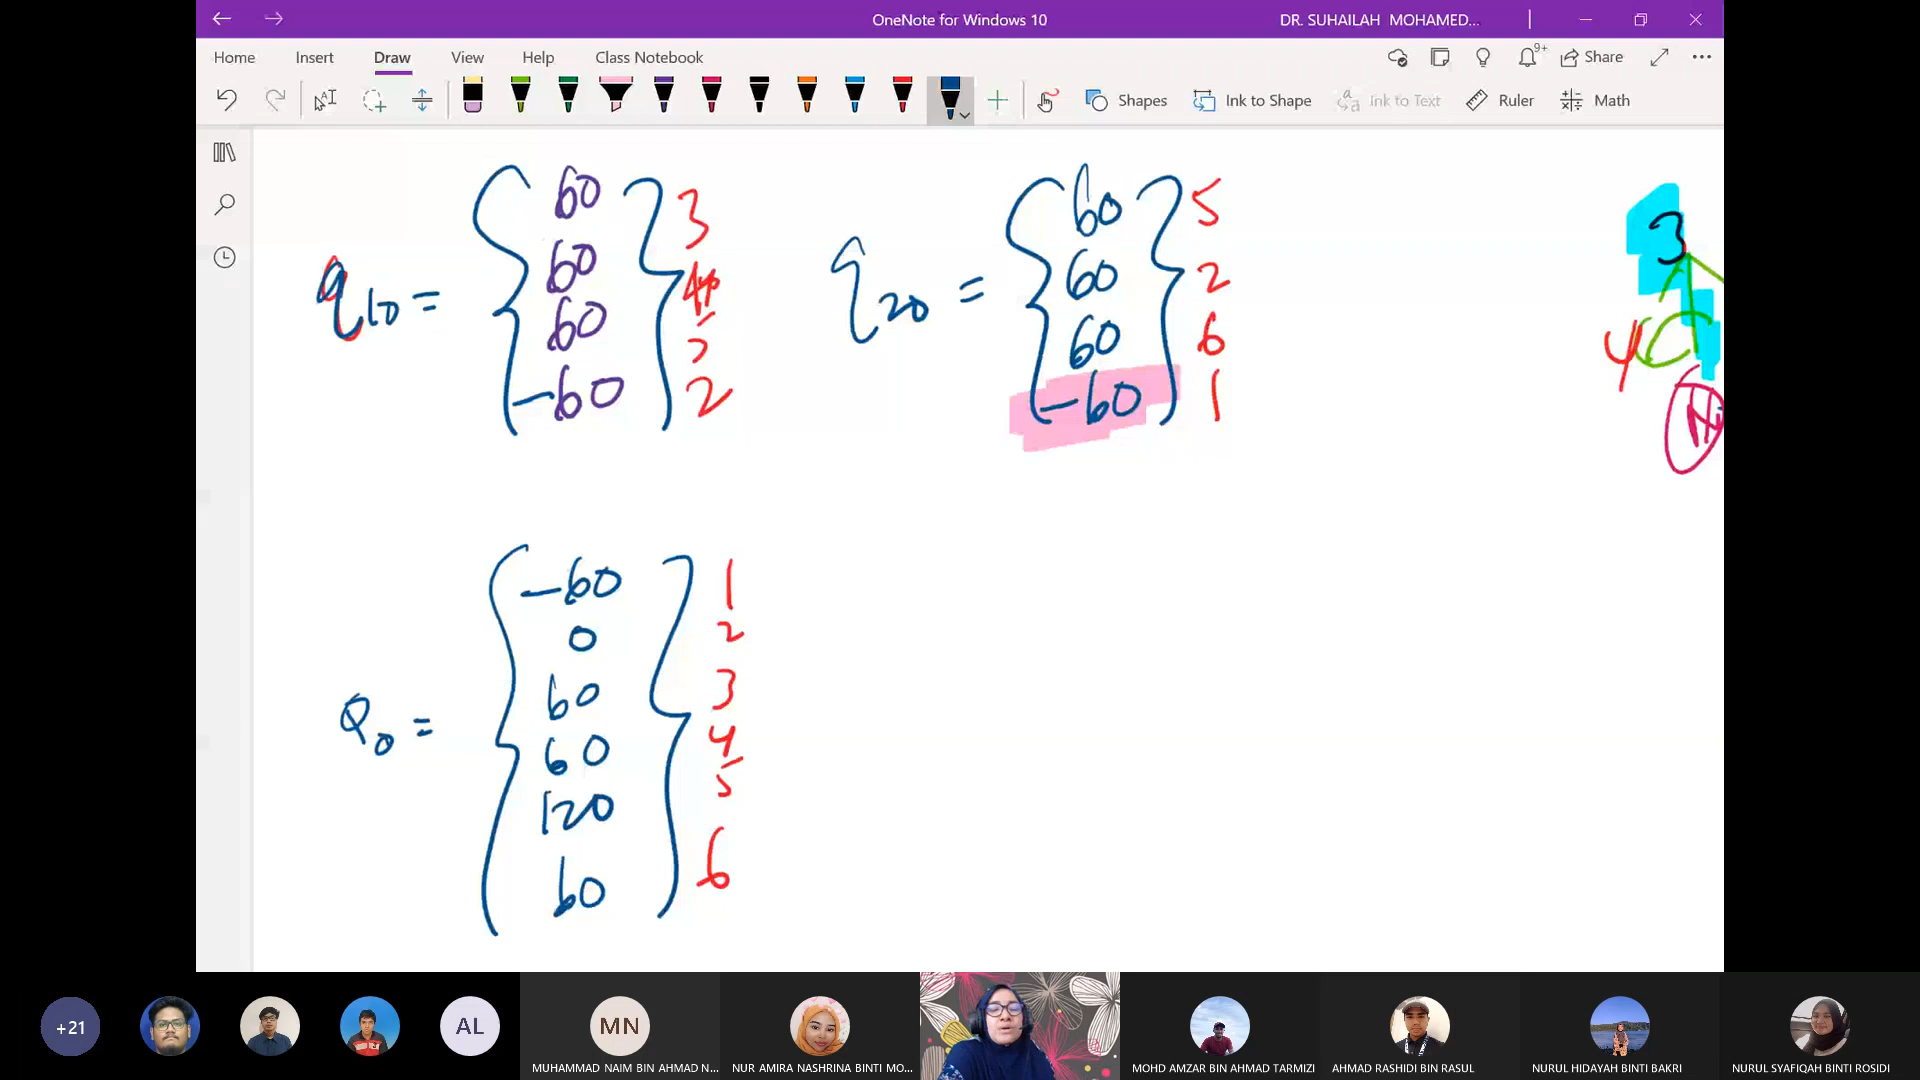 OneNote for Windows 10
DR. SUHAILAH MOHAMED...
Home Insert Draw View Help Class Notebook
9+ Share
Shapes Ink to Shape Ink to Text Ruler Math
60 3
60
60
-60 2
q10 =
60 5
60 2
60 6
-60 1
q20 =
3
4
-60 1
0 2
60 3
60 4
120 5
60 6
Q0 =
+21
AL
MN
MUHAMMAD NAIM BIN AHMAD N...
NUR AMIRA NASHRINA BINTI MO...
MOHD AMZAR BIN AHMAD TARMIZI
AHMAD RASHIDI BIN RASUL
NURUL HIDAYAH BINTI BAKRI
NURUL SYAFIQAH BINTI ROSIDI